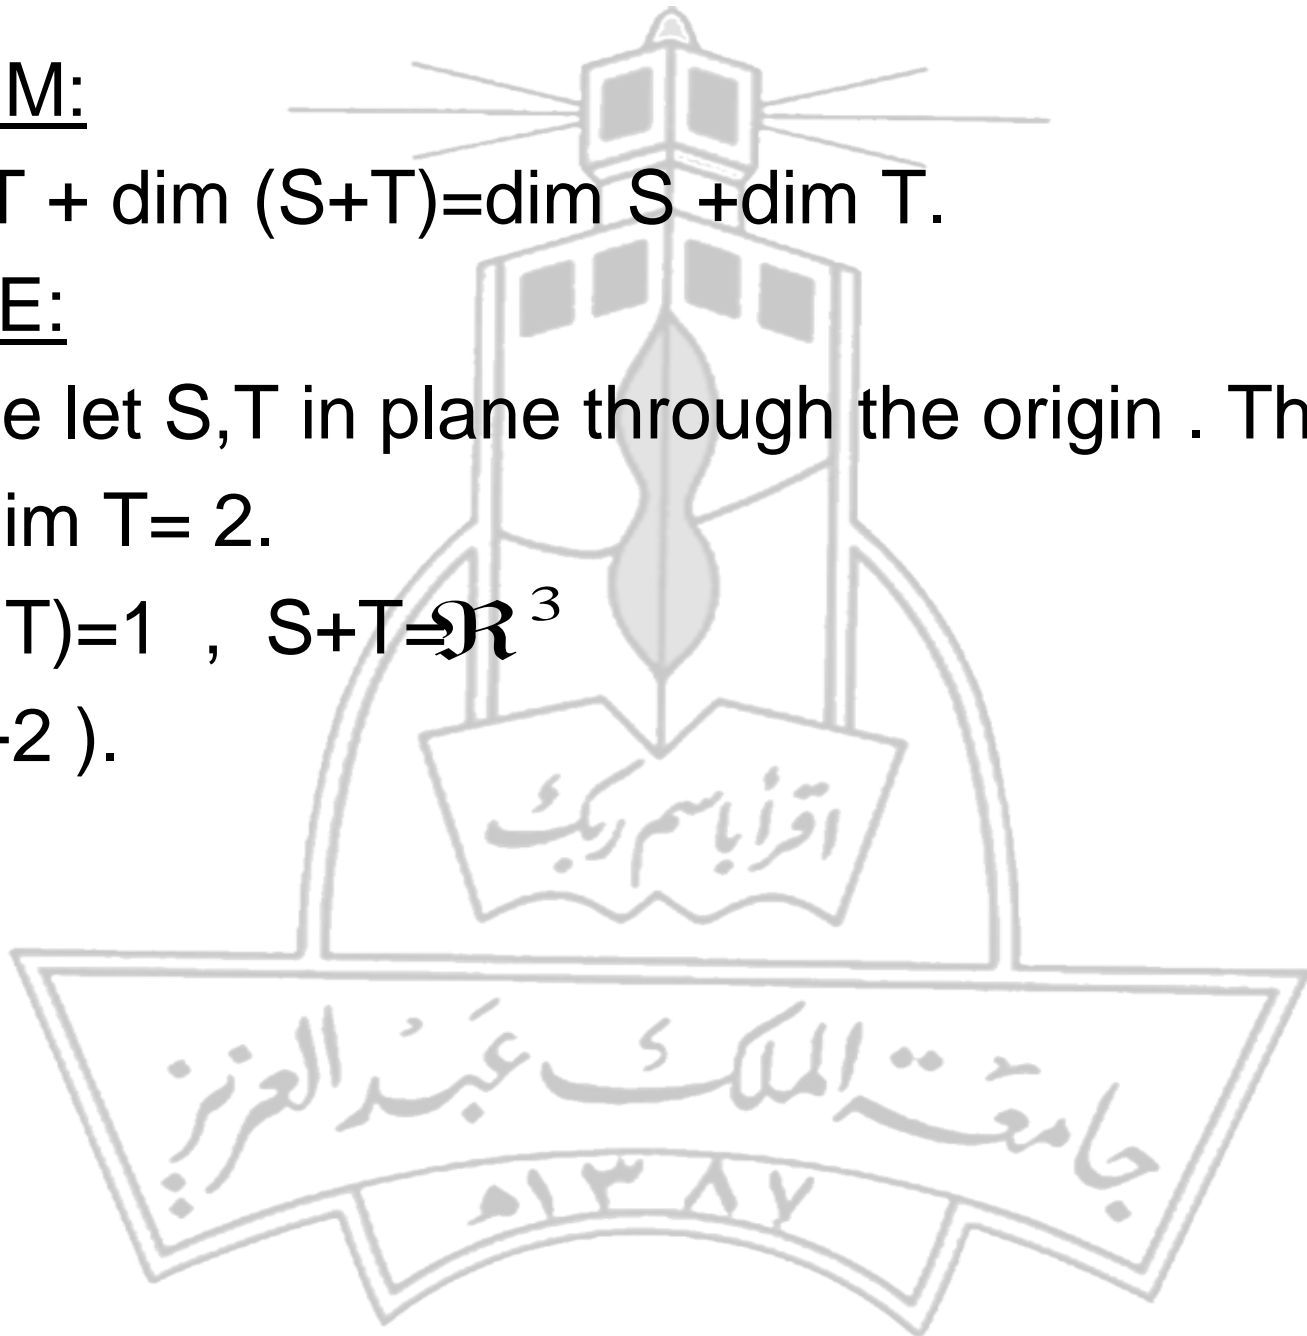 M:
T + dim (S+T)=dim S +dim T.
E:
e let S,T in plane through the origin . Th
im T= 2.
T)=1 , S+T=ℜ³
-2 ).
اقرأ باسم ربك
جامعة الملك عبد العزيز
١٣٨٧هـ